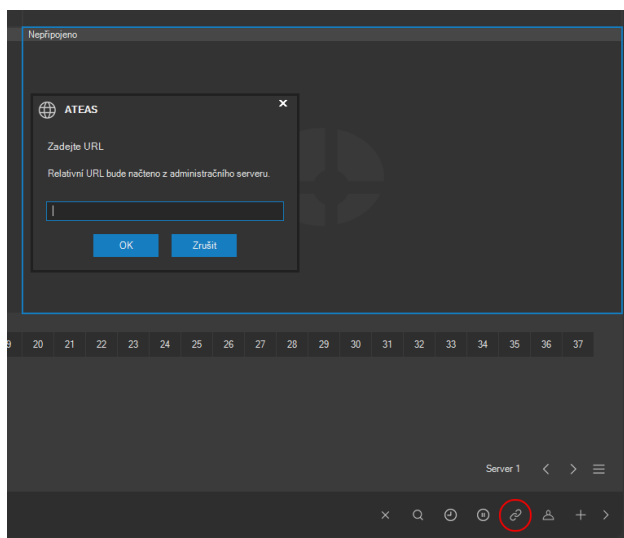 Nepřipojeno
ATEAS
Zadejte URL
Relativní URL bude načteno z administračního serveru.
OK Zrušit
9 20 21 22 23 24 25 26 27 28 29 30 31 32 33 34 35 36 37
Server 1